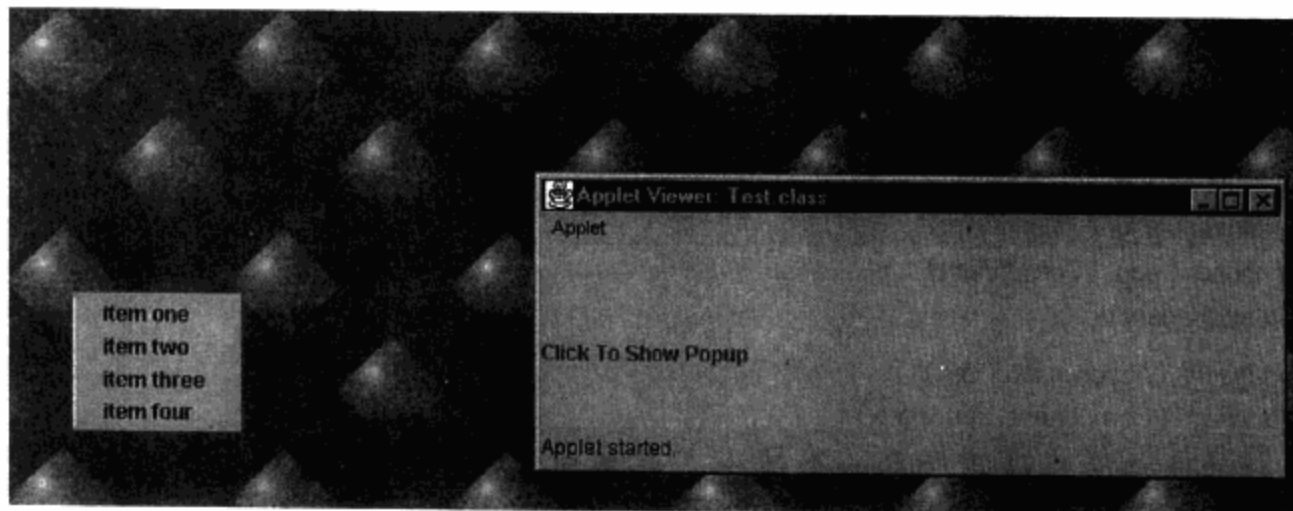 item one
item two
item three
item four
Applet Viewer: Test.class
Applet
Click To Show Popup
Applet started.